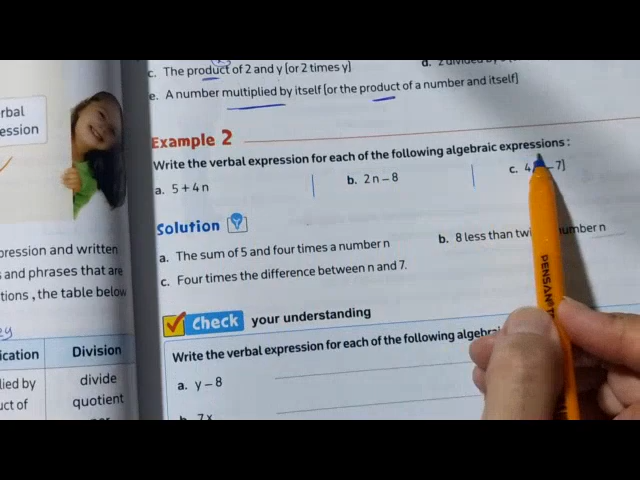 c. The product of 2 and y [or 2 times y]
d. 2 divided by
e. A number multiplied by itself [or the product of a number and itself]
rbal
ession
Example 2
Write the verbal expression for each of the following algebraic expressions :
a. 5 + 4 n
b. 2 n – 8
c. 4 – 7]
Solution
a. The sum of 5 and four times a number n
b. 8 less than number n
c. Four times the difference between n and 7.
pression and written
s and phrases that are
tions , the table below
Check your understanding
Write the verbal expression for each of the following
a. y – 8
b. 7x
ey
ication
Division
lied by
divide
uct of
quotient
PENSAN